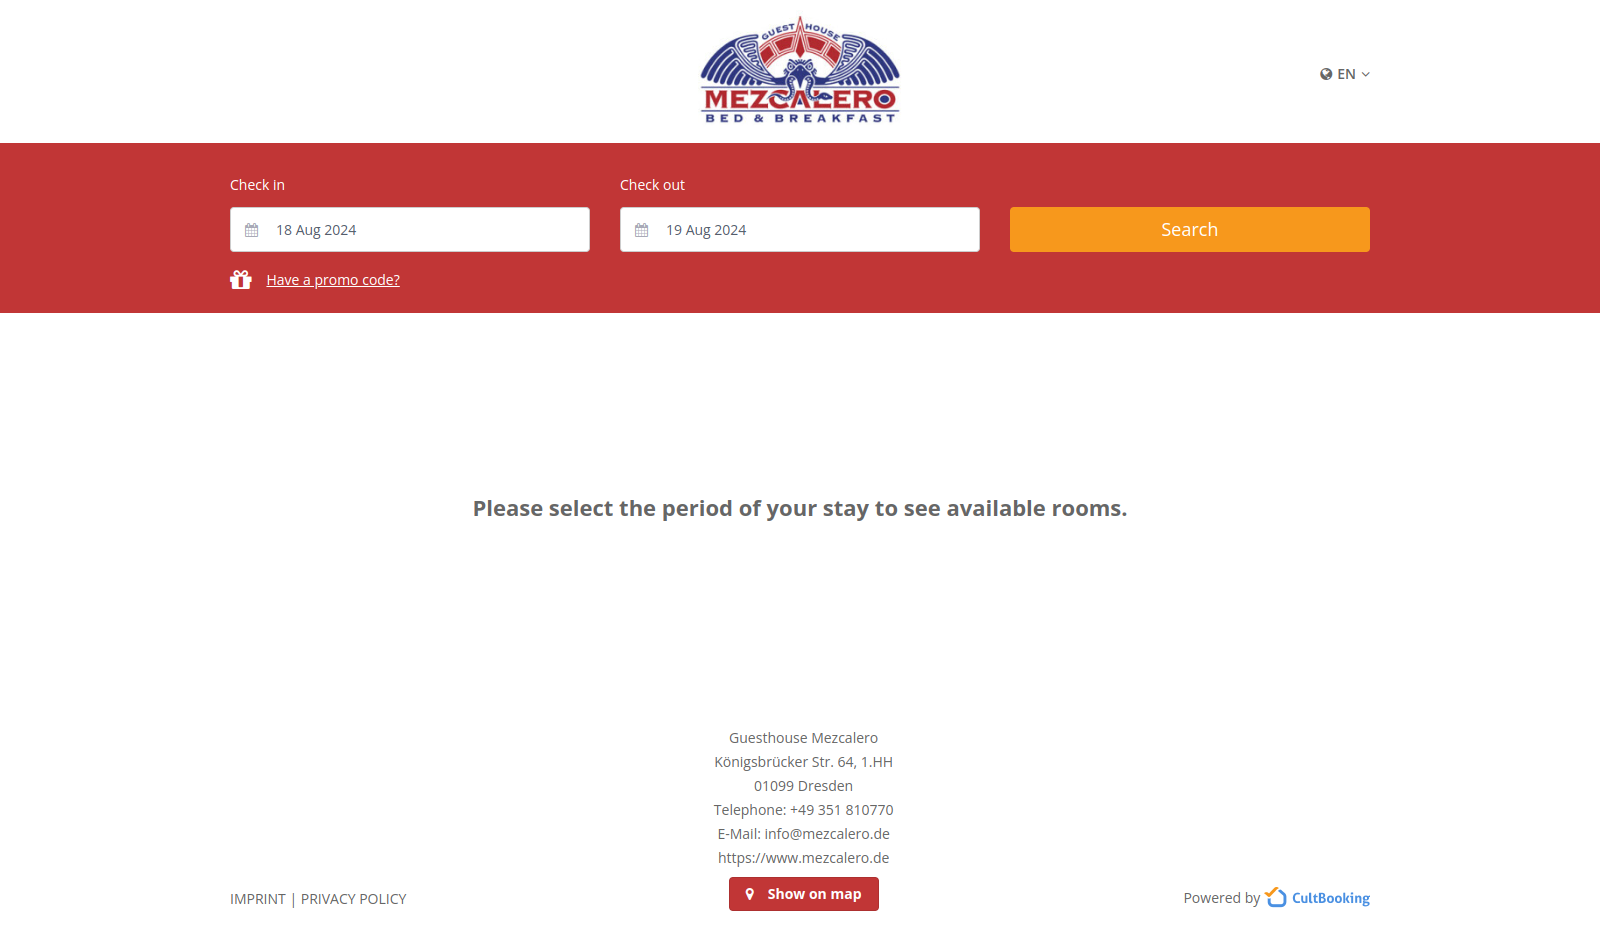 GUEST HOUSE
MEZCALERO
BED & BREAKFAST
EN
Check in
Check out
18 Aug 2024
19 Aug 2024
Search
Have a promo code?
Please select the period of your stay to see available rooms.
Guesthouse Mezcalero
Königsbrücker Str. 64, 1.HH
01099 Dresden
Telephone: +49 351 810770
E-Mail: info@mezcalero.de
https://www.mezcalero.de
Show on map
IMPRINT | PRIVACY POLICY
Powered by CultBooking